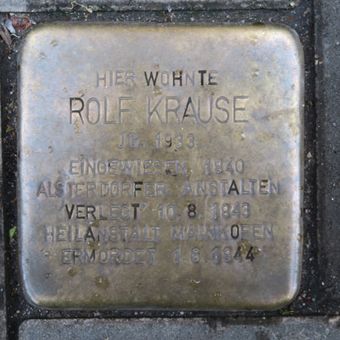 HIER WOHNTE
ROLF KRAUSE
JG. 1933
EINGEWIESEN 1940
ALSTERDORFER ANSTALTEN
VERLEGT 10.8.1943
HEILANSTALT MAINKOFEN
ERMORDET 1.6.1944